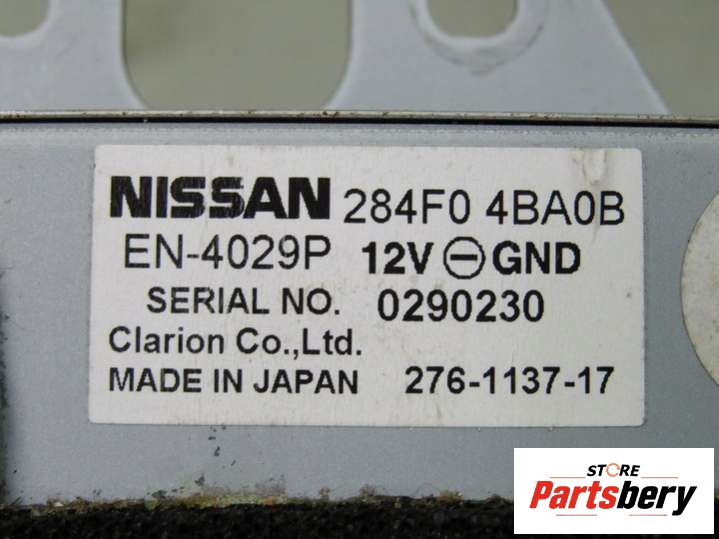 NISSAN 284F0 4BA0B
EN-4029P 12V ⊖ GND
SERIAL NO. 0290230
Clarion Co.,Ltd.
MADE IN JAPAN 276-1137-17
STORE
Partsbery